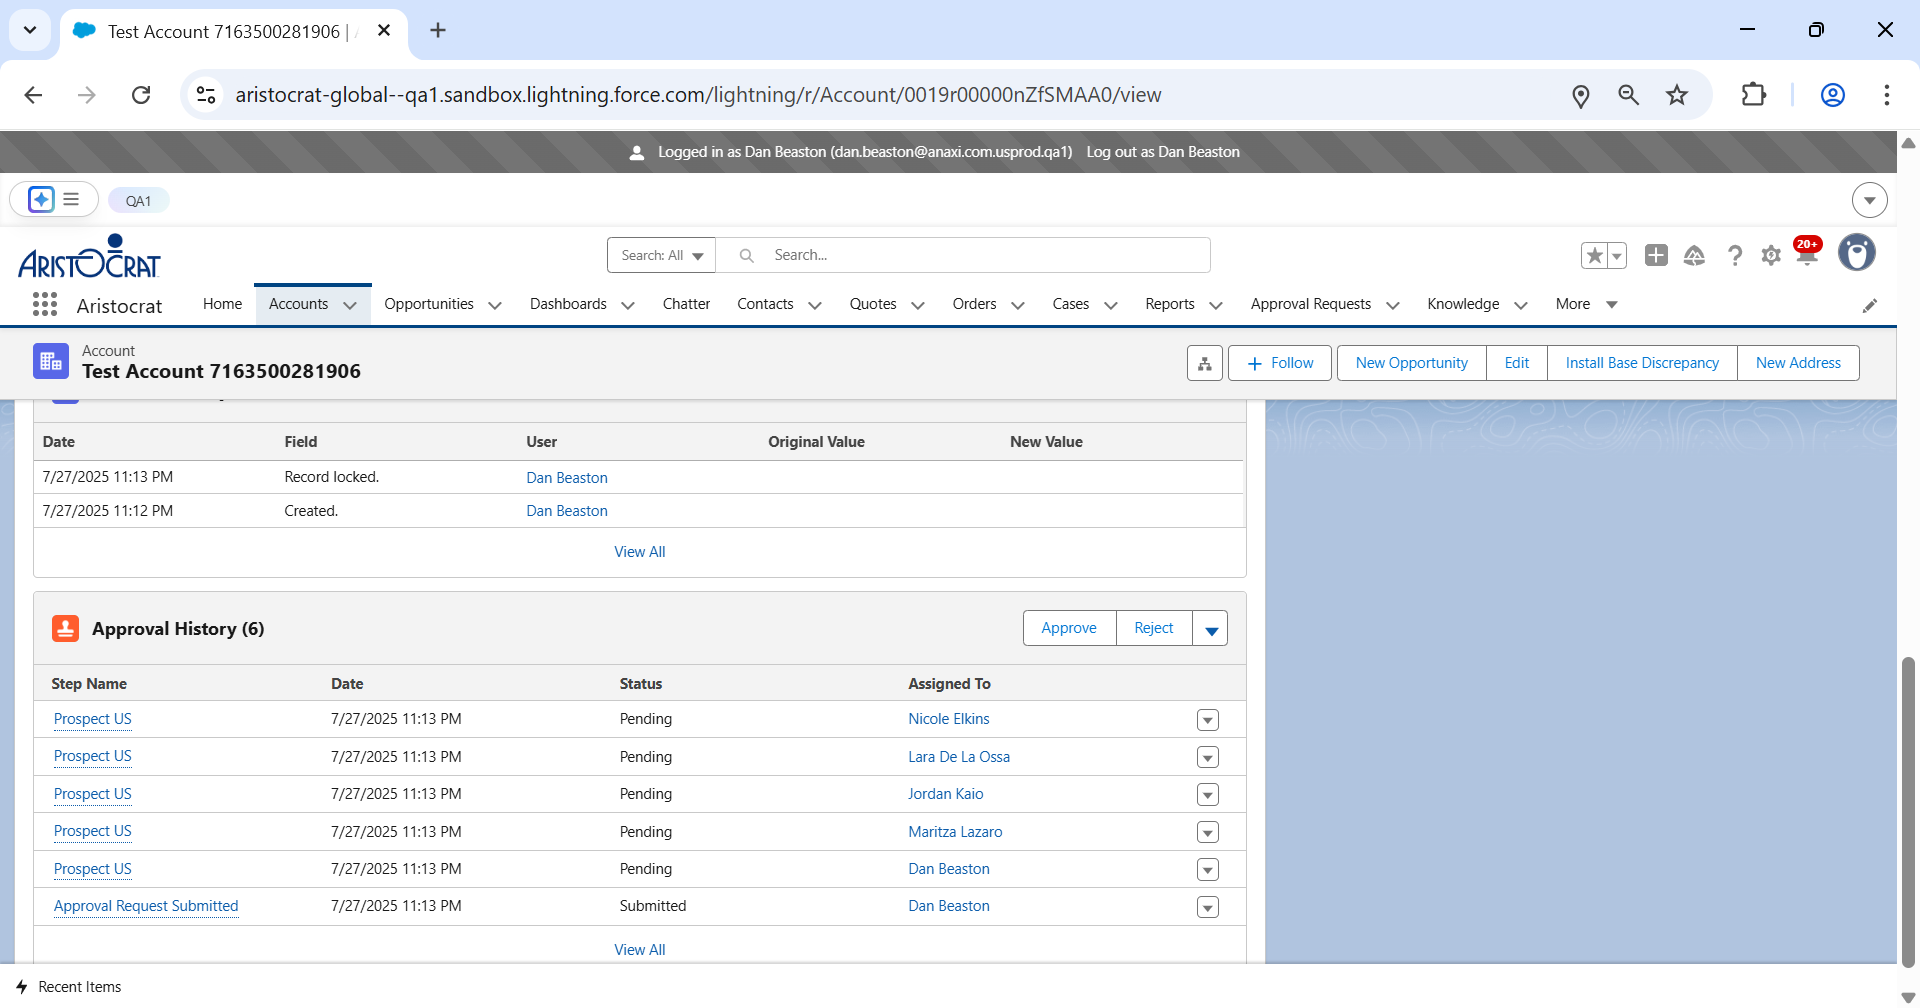 Test Account 7163500281906 |
aristocrat-global--qa1.sandbox.lightning.force.com/lightning/r/Account/0019r00000nZfSMAA0/view
Logged in as Dan Beaston (dan.beaston@anaxi.com.usprod.qa1) Log out as Dan Beaston
QA1
ARISTOCRAT
Search: All
Search...
20+
Aristocrat
Home Accounts Opportunities Dashboards Chatter Contacts Quotes Orders Cases Reports Approval Requests Knowledge More
Account
Test Account 7163500281906
Follow New Opportunity Edit Install Base Discrepancy New Address
Date Field User Original Value New Value
7/27/2025 11:13 PM Record locked. Dan Beaston
7/27/2025 11:12 PM Created. Dan Beaston
View All
Approval History (6)
Approve Reject
Step Name Date Status Assigned To
Prospect US 7/27/2025 11:13 PM Pending Nicole Elkins
Prospect US 7/27/2025 11:13 PM Pending Lara De La Ossa
Prospect US 7/27/2025 11:13 PM Pending Jordan Kaio
Prospect US 7/27/2025 11:13 PM Pending Maritza Lazaro
Prospect US 7/27/2025 11:13 PM Pending Dan Beaston
Approval Request Submitted 7/27/2025 11:13 PM Submitted Dan Beaston
View All
Recent Items